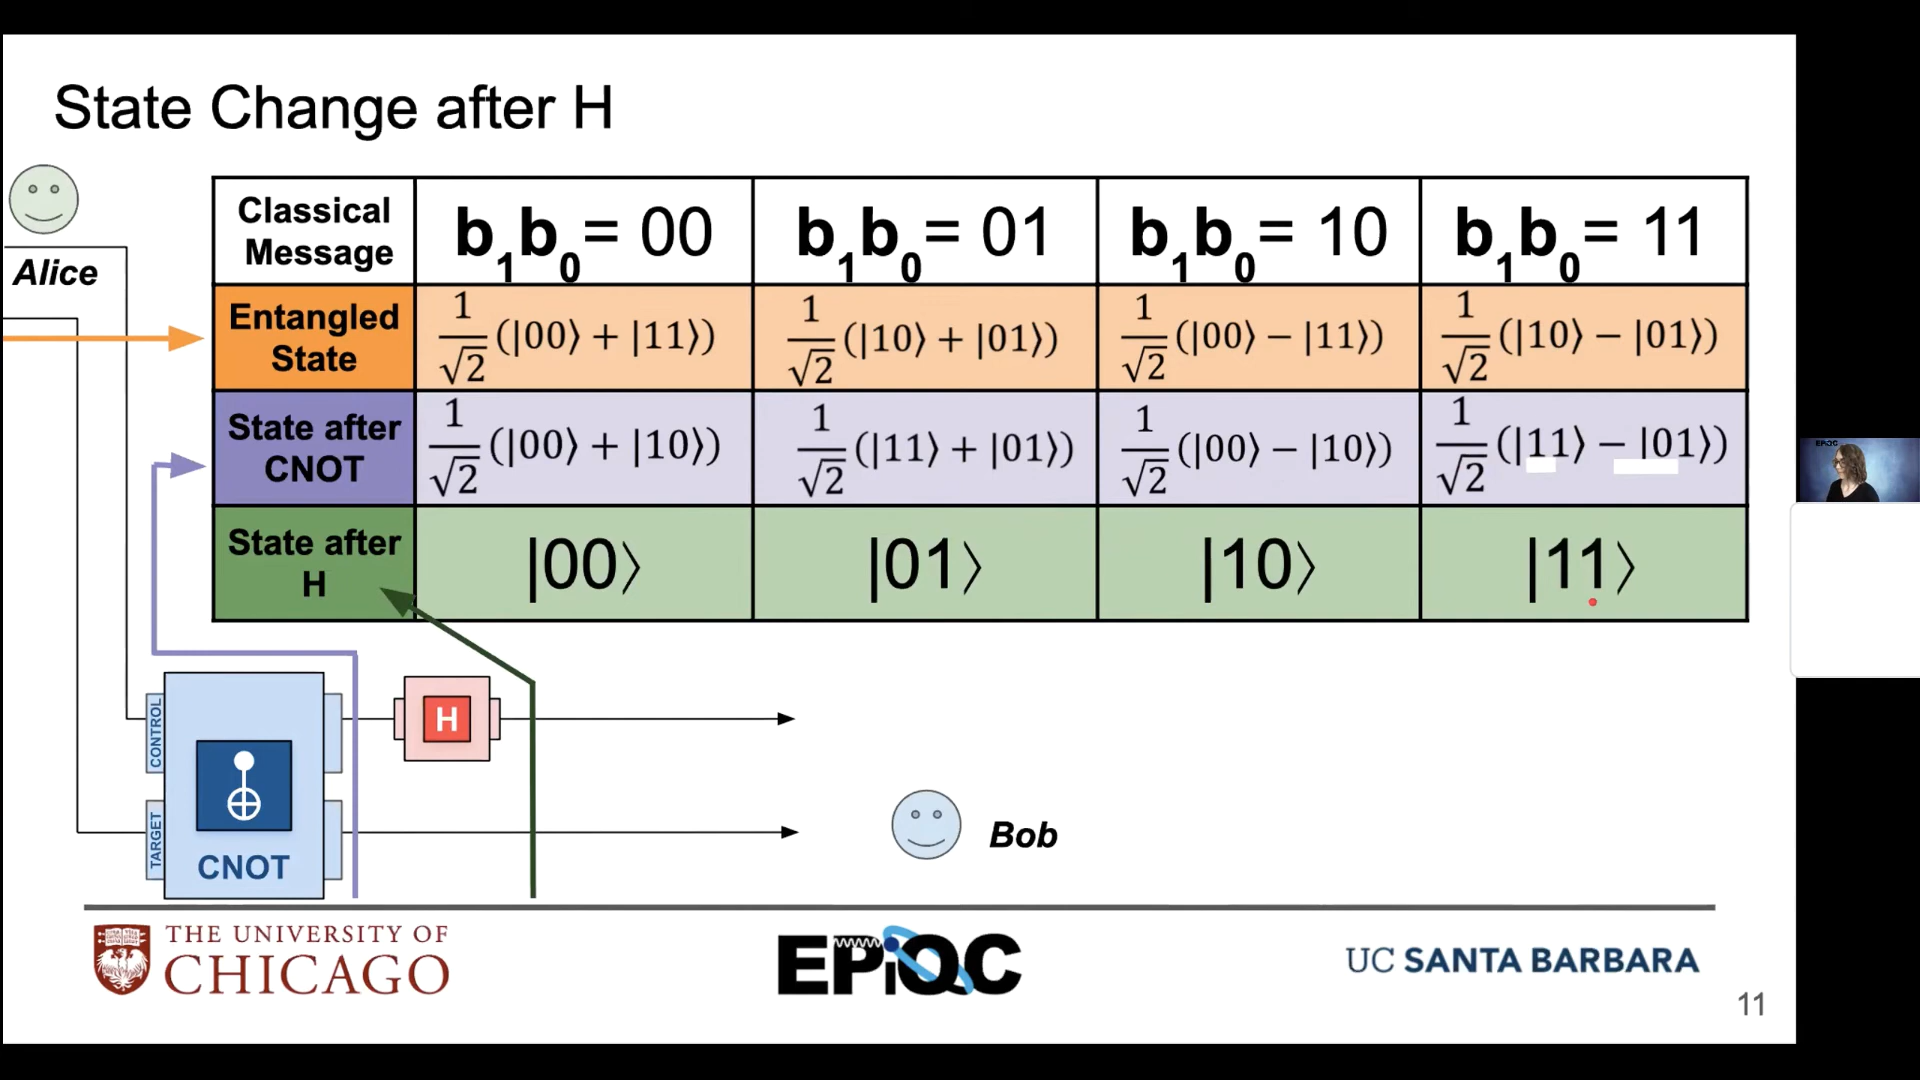 State Change after H
Alice
Classical
Message
b₁b₀= 00
b₁b₀= 01
b₁b₀= 10
b₁b₀= 11
Entangled
State
1/√2 (|00⟩ + |11⟩)
1/√2 (|10⟩ + |01⟩)
1/√2 (|00⟩ − |11⟩)
1/√2 (|10⟩ − |01⟩)
State after
CNOT
1/√2 (|00⟩ + |10⟩)
1/√2 (|11⟩ + |01⟩)
1/√2 (|00⟩ − |10⟩)
1/√2 (|11⟩ − |01⟩)
State after
H
|00⟩
|01⟩
|10⟩
|11⟩
CONTROL
TARGET
CNOT
H
Bob
THE UNIVERSITY OF
CHICAGO
EPiQC
UC SANTA BARBARA
11
EPiQC